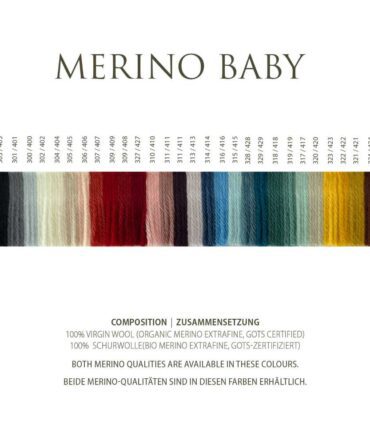 MERINO BABY
301 / 401
300 / 400
302 / 402
304 / 404
305 / 405
306 / 406
307 / 407
309 / 409
309 / 408
327 / 427
310 / 410
311 / 411
311 / 411
313 / 413
314 / 414
316 / 416
315 / 415
328 / 428
329 / 429
318 / 418
319 / 419
317 / 417
320 / 420
323 / 423
322 / 422
321 / 421
COMPOSITION | ZUSAMMENSETZUNG
100% VIRGIN WOOL (ORGANIC MERINO EXTRAFINE, GOTS CERTIFIED)
100% SCHURWOLLE(BIO MERINO EXTRAFINE, GOTS-ZERTIFIZIERT)
BOTH MERINO QUALITIES ARE AVAILABLE IN THESE COLOURS.
BEIDE MERINO-QUALITÄTEN SIND IN DIESEN FARBEN ERHÄLTLICH.